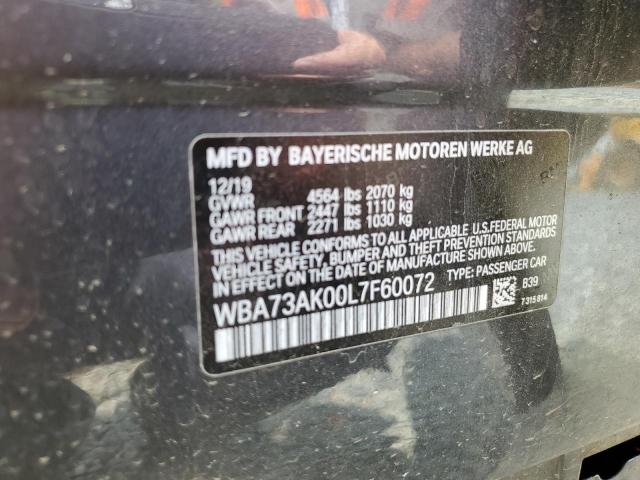 MFD BY BAYERISCHE MOTOREN WERKE AG
12/19
GVWR 4564 lbs 2070 kg
GAWR FRONT 2447 lbs 1110 kg
GAWR REAR 2271 lbs 1030 kg
THIS VEHICLE CONFORMS TO ALL APPLICABLE U.S.FEDERAL MOTOR
VEHICLE SAFETY, BUMPER AND THEFT PREVENTION STANDARDS
IN EFFECT ON THE DATE OF MANUFACTURE SHOWN ABOVE.
WBA73AK00L7F60072 TYPE: PASSENGER CAR
B39
7315814